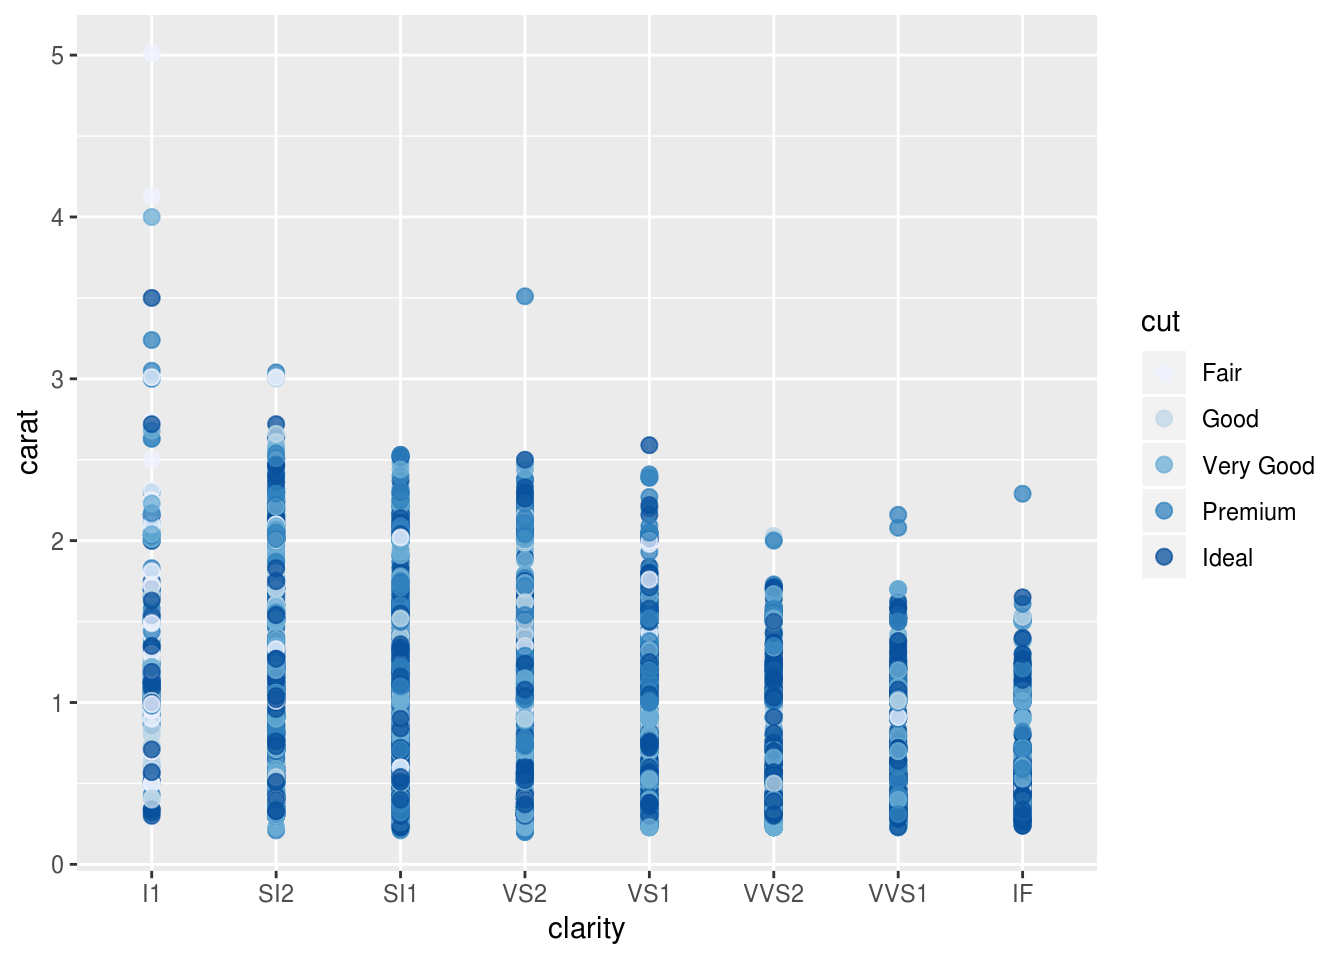 5
4
3
2
1
0
carat
I1 SI2 SI1 VS2 VS1 VVS2 VVS1 IF
clarity
cut
Fair
Good
Very Good
Premium
Ideal